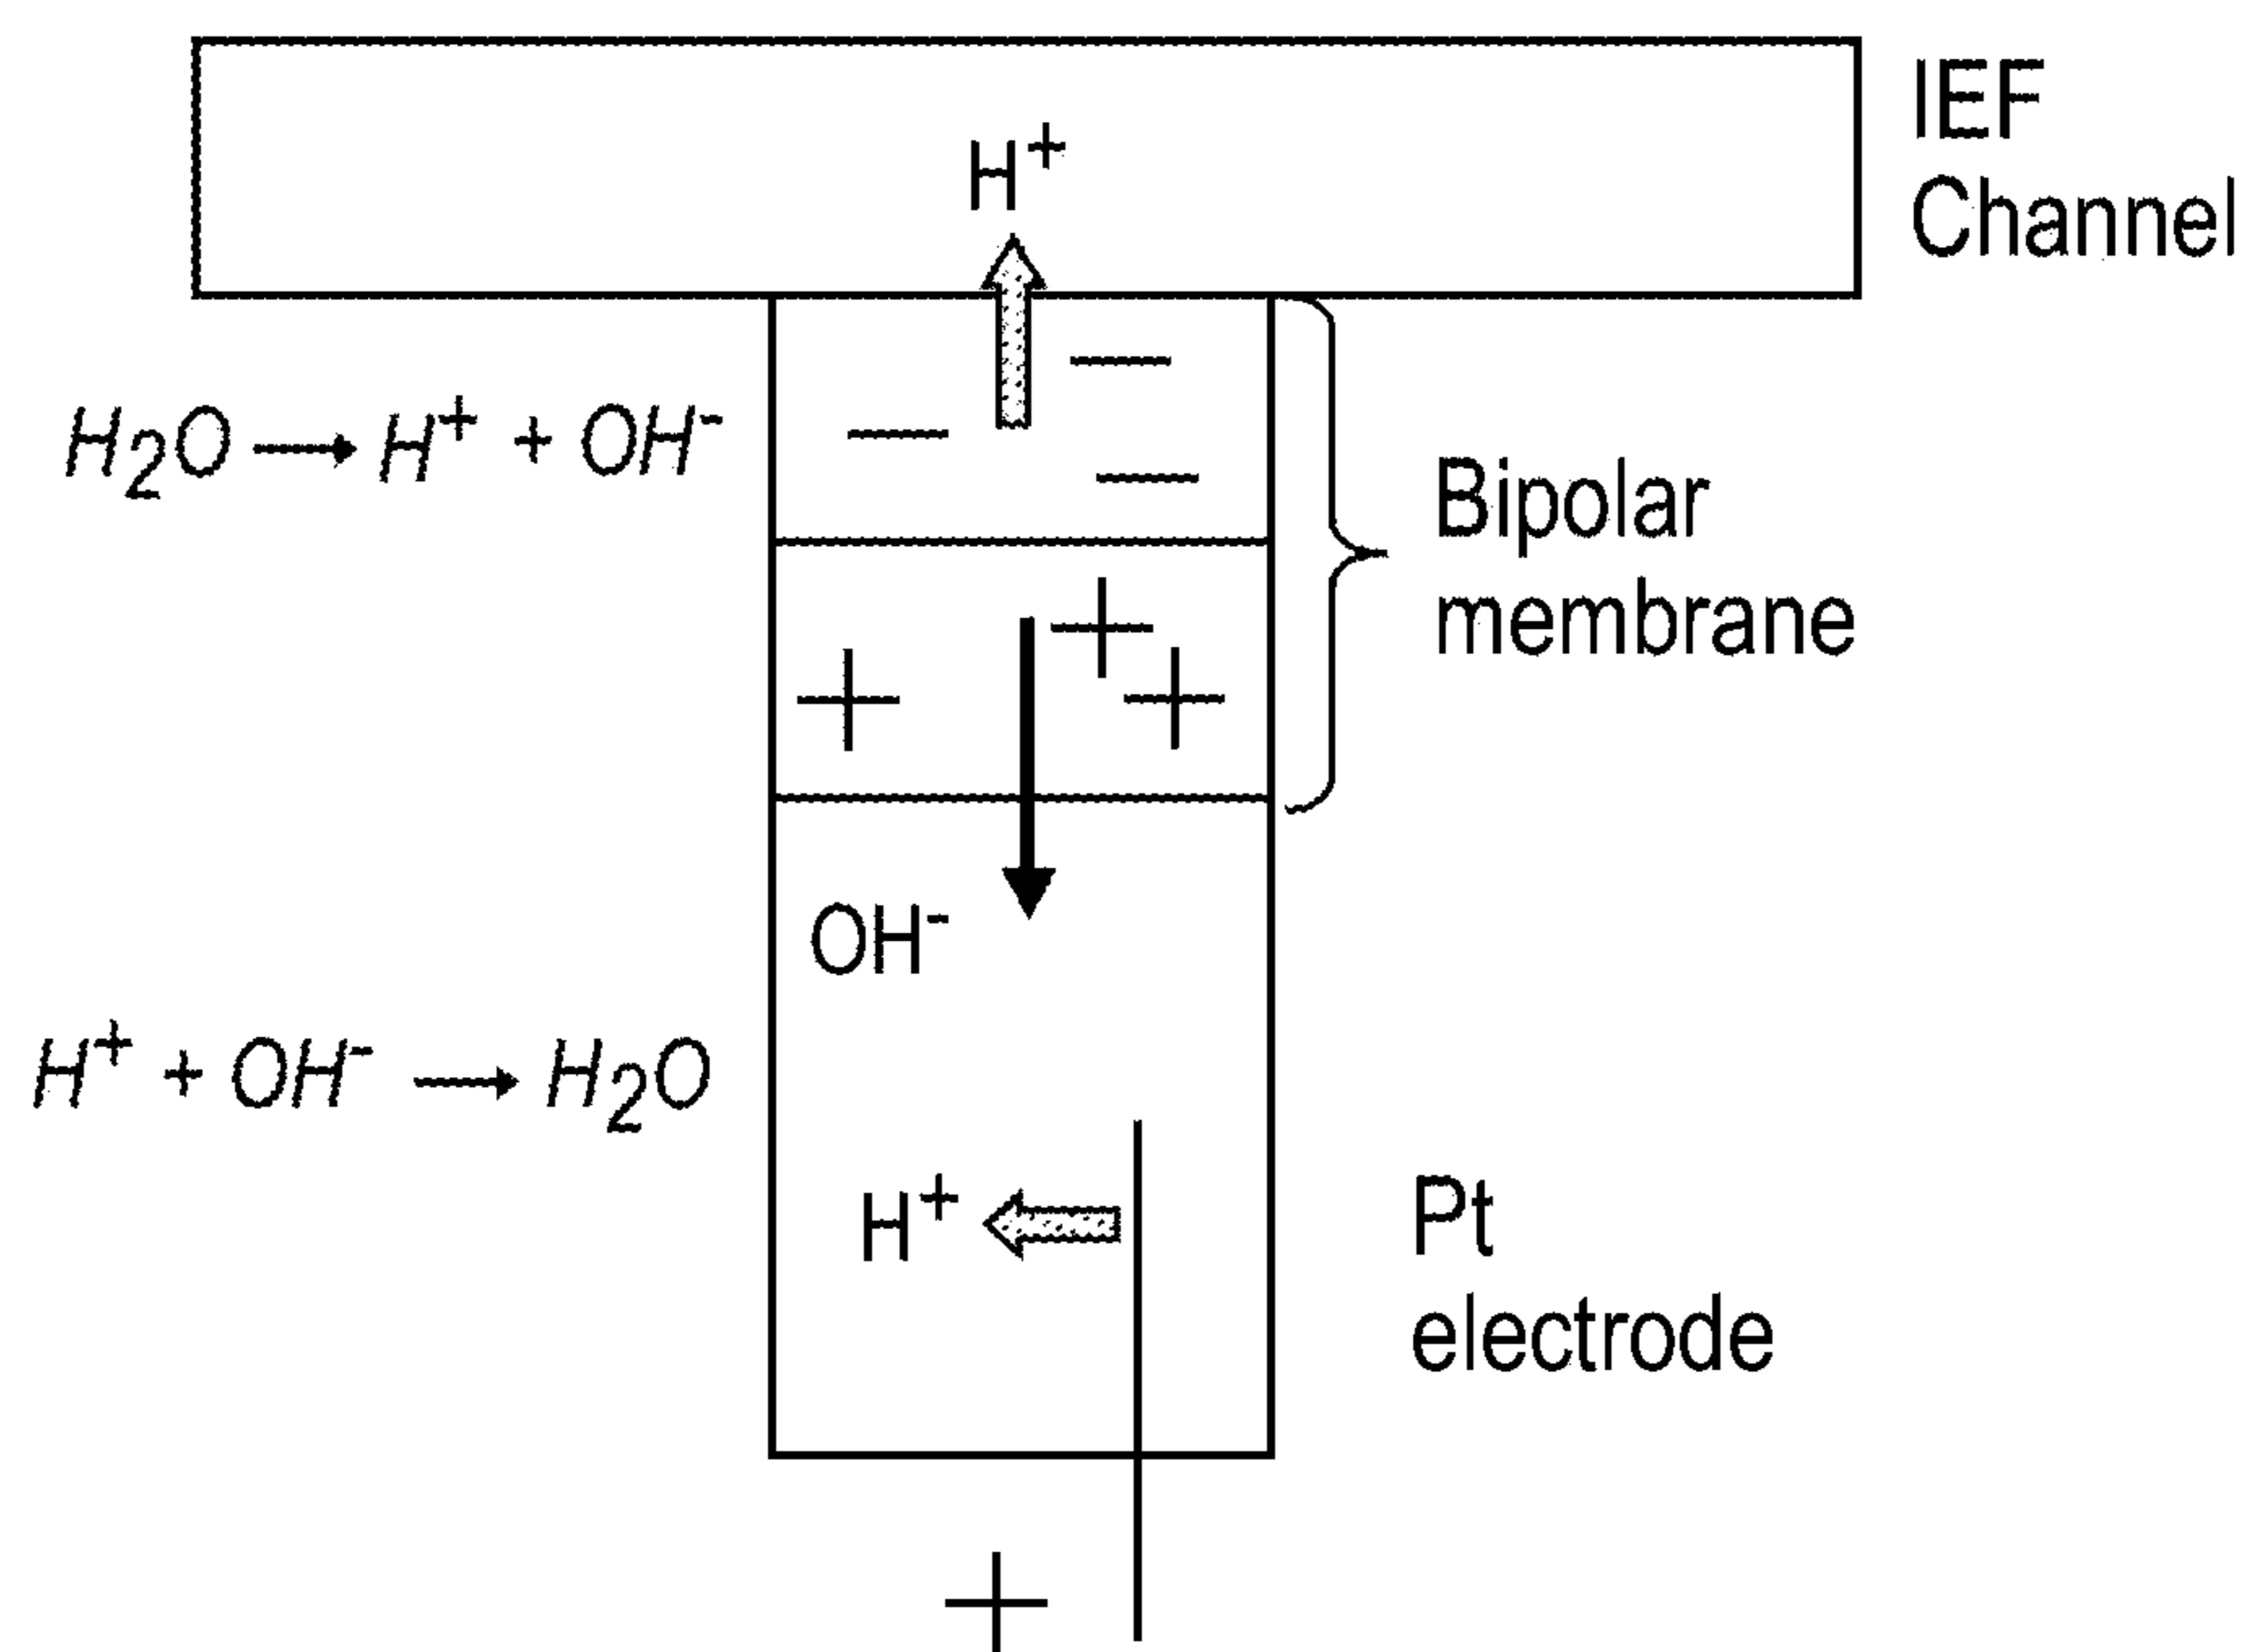 IEF
Channel
H⁺
H₂O → H⁺ + OH⁻
− − −
Bipolar
membrane
+ + +
OH⁻
H⁺ + OH⁻ → H₂O
H⁺
Pt
electrode
+